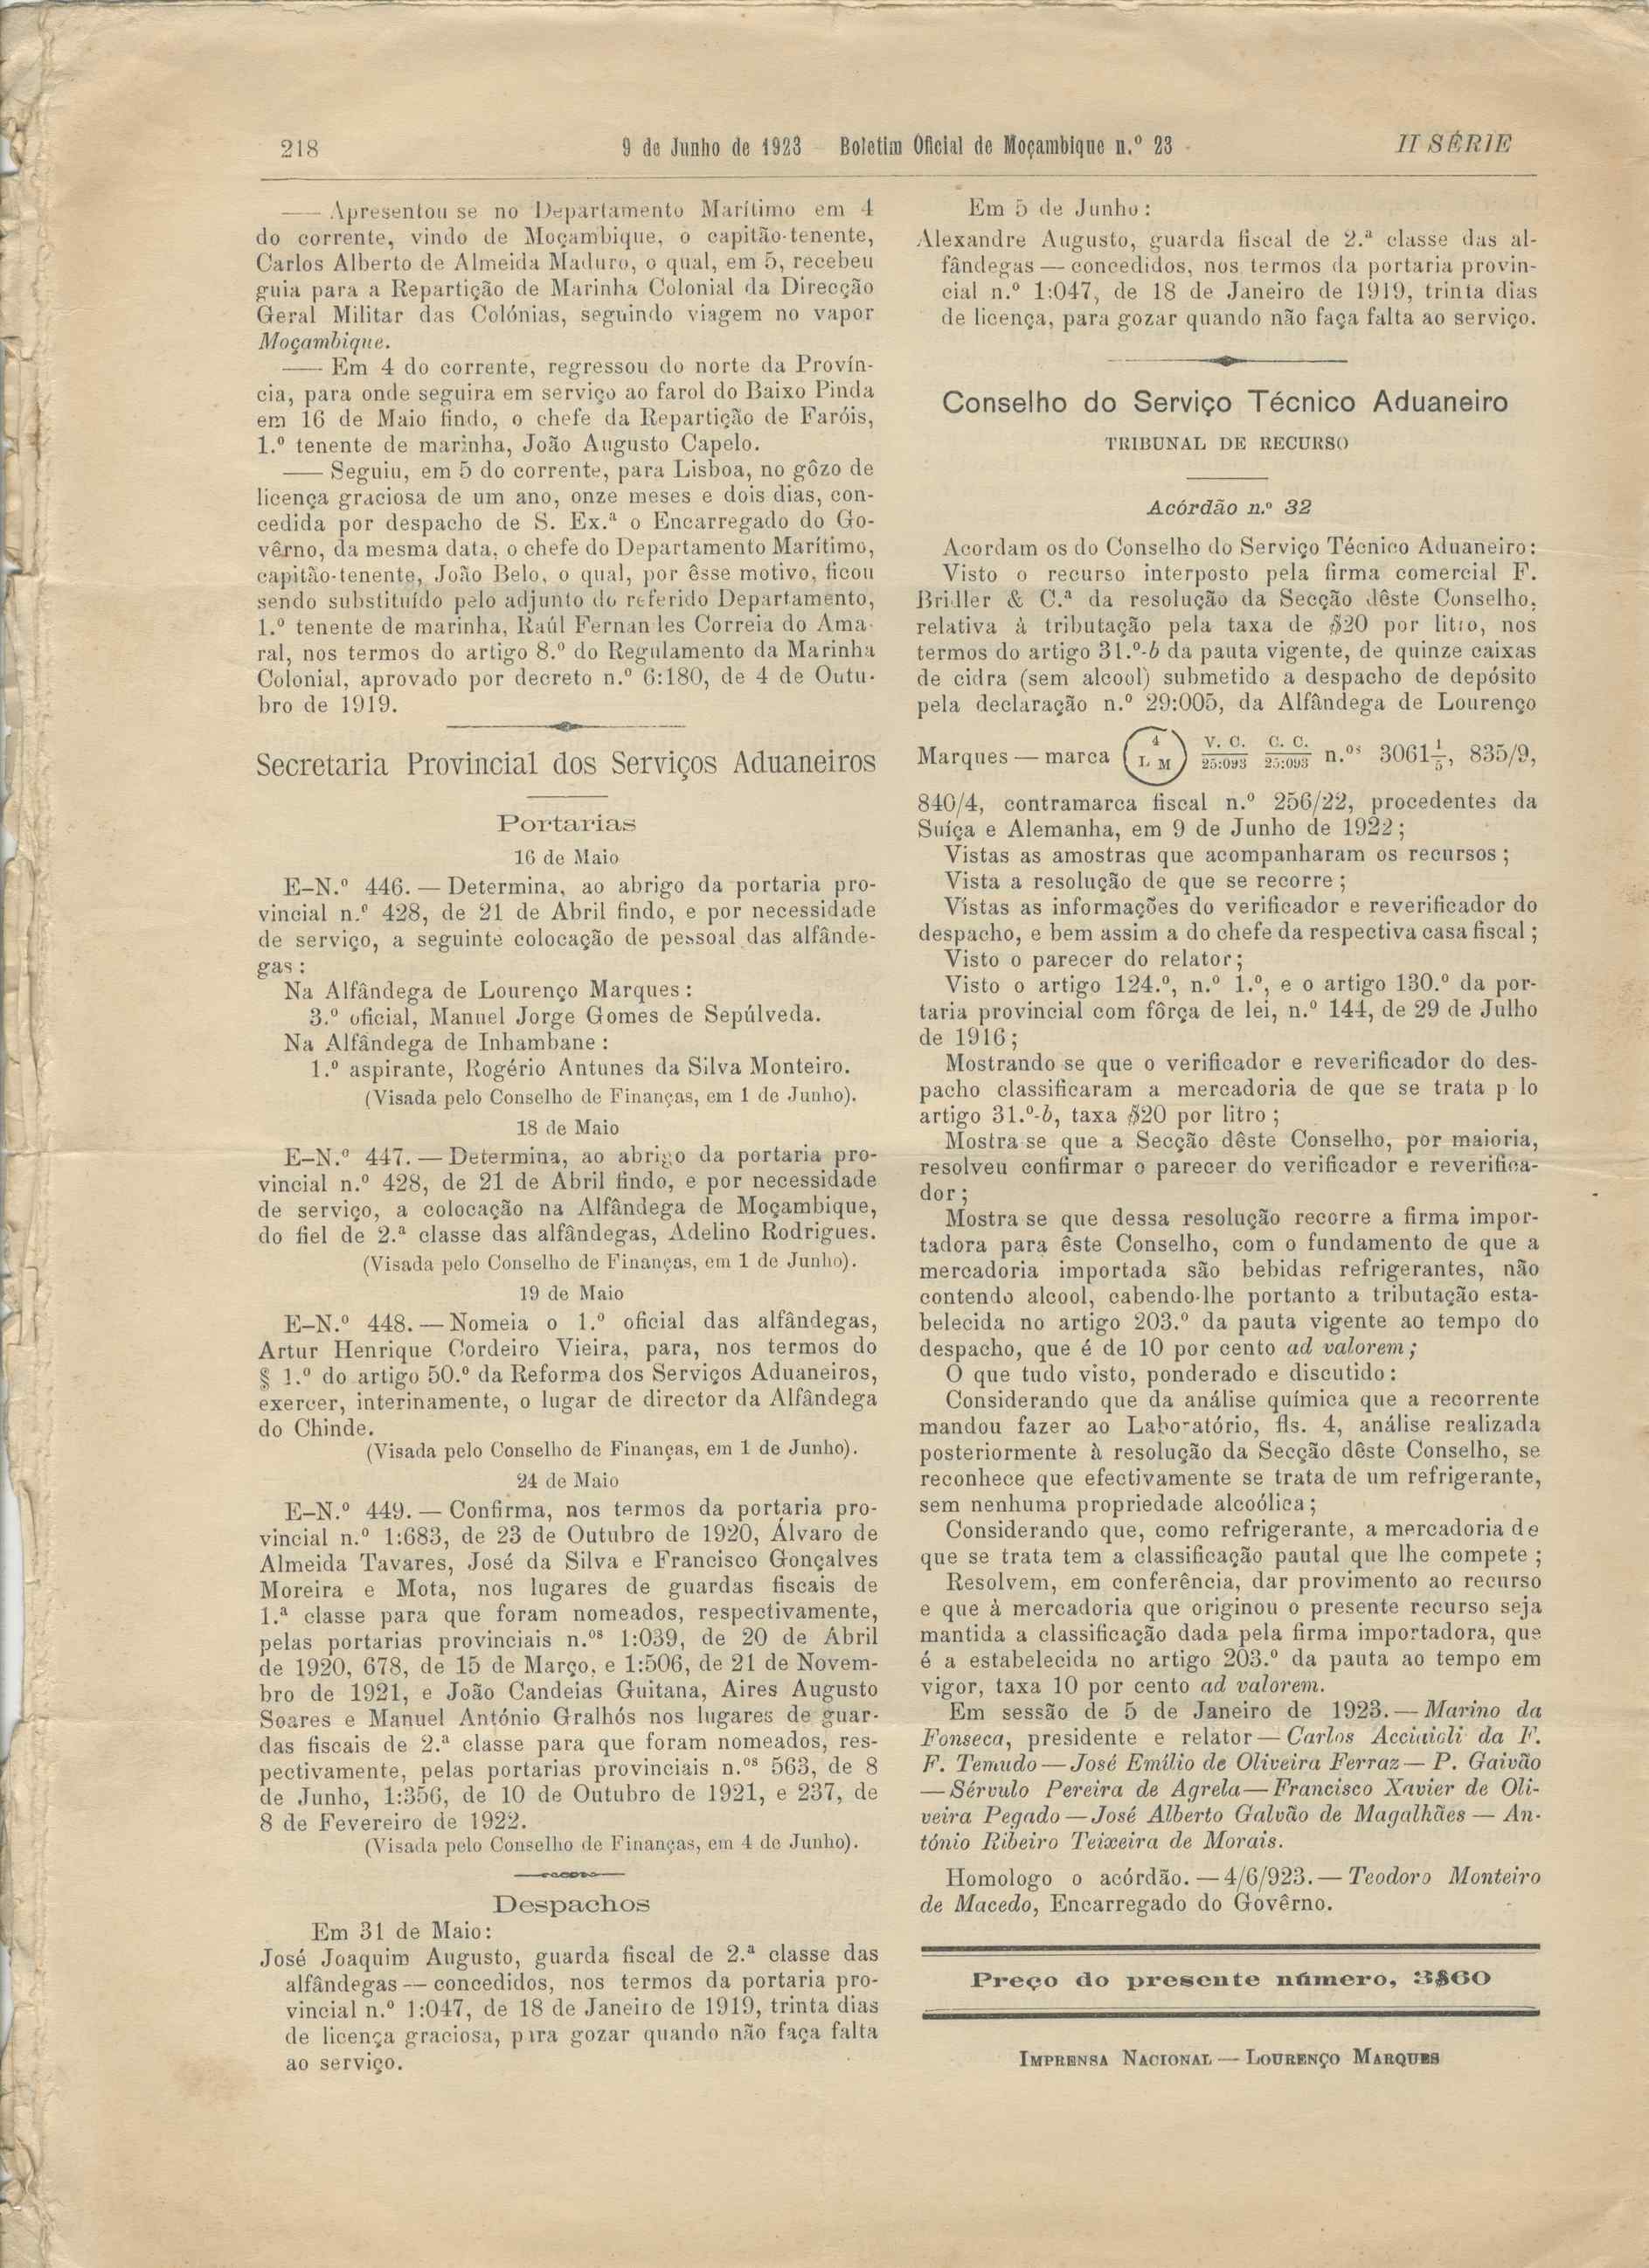 218
9 de Junho de 1923 — Boletim Oficial de Moçambique n.º 23
II SÉRIE
—— Apresentou se no Departamento Marítimo em 4
do corrente, vindo de Moçambique, o capitão-tenente,
Carlos Alberto de Almeida Maduro, o qual, em 5, recebeu
guia para a Repartição de Marinha Colonial da Direcção
Geral Militar das Colónias, seguindo viagem no vapor
Moçambique.
—— Em 4 do corrente, regressou do norte da Provín-
cia, para onde seguira em serviço ao farol do Baixo Pinda
em 16 de Maio findo, o chefe da Repartição de Faróis,
1.º tenente de marinha, João Augusto Capelo.
—— Seguiu, em 5 do corrente, para Lisboa, no gôzo de
licença graciosa de um ano, onze meses e dois dias, con-
cedida por despacho de S. Ex.ª o Encarregado do Go-
vêrno, da mesma data, o chefe do Departamento Marítimo,
capitão-tenente, João Belo, o qual, por êsse motivo, ficou
sendo substituído pelo adjunto do referido Departamento,
1.º tenente de marinha, Raúl Fernandes Correia do Ama-
ral, nos termos do artigo 8.º do Regulamento da Marinha
Colonial, aprovado por decreto n.º 6:180, de 4 de Outu-
bro de 1919.
Secretaria Provincial dos Serviços Aduaneiros
Portarias
16 de Maio
E–N.º 446. — Determina, ao abrigo da portaria pro-
vincial n.º 428, de 21 de Abril findo, e por necessidade
de serviço, a seguinte colocação de pessoal das alfânde-
gas:
Na Alfândega de Lourenço Marques:
3.º oficial, Manuel Jorge Gomes de Sepúlveda.
Na Alfândega de Inhambane:
1.º aspirante, Rogério Antunes da Silva Monteiro.
(Visada pelo Conselho de Finanças, em 1 de Junho).
18 de Maio
E–N.º 447. — Determina, ao abrigo da portaria pro-
vincial n.º 428, de 21 de Abril findo, e por necessidade
de serviço, a colocação na Alfândega de Moçambique,
do fiel de 2.ª classe das alfândegas, Adelino Rodrigues.
(Visada pelo Conselho de Finanças, em 1 de Junho).
19 de Maio
E–N.º 448. — Nomeia o 1.º oficial das alfândegas,
Artur Henrique Cordeiro Vieira, para, nos termos do
§ 1.º do artigo 50.º da Reforma dos Serviços Aduaneiros,
exercer, interinamente, o lugar de director da Alfândega
do Chinde.
(Visada pelo Conselho de Finanças, em 1 de Junho).
24 de Maio
E–N.º 449. — Confirma, nos termos da portaria pro-
vincial n.º 1:683, de 23 de Outubro de 1920, Álvaro de
Almeida Tavares, José da Silva e Francisco Gonçalves
Moreira e Mota, nos lugares de guardas fiscais de
1.ª classe para que foram nomeados, respectivamente,
pelas portarias provinciais n.os 1:039, de 20 de Abril
de 1920, 678, de 15 de Março, e 1:506, de 21 de Novem-
bro de 1921, e João Candeias Guitana, Aires Augusto
Soares e Manuel António Gralhós nos lugares de guar-
das fiscais de 2.ª classe para que foram nomeados, res-
pectivamente, pelas portarias provinciais n.os 563, de 8
de Junho, 1:356, de 10 de Outubro de 1921, e 237, de
8 de Fevereiro de 1922.
(Visada pelo Conselho de Finanças, em 4 de Junho).
Despachos
Em 31 de Maio:
José Joaquim Augusto, guarda fiscal de 2.ª classe das
alfândegas — concedidos, nos termos da portaria pro-
vincial n.º 1:047, de 18 de Janeiro de 1919, trinta dias
de licença graciosa, para gozar quando não faça falta
ao serviço.
Em 5 de Junho:
Alexandre Augusto, guarda fiscal de 2.ª classe das al-
fândegas — concedidos, nos termos da portaria provin-
cial n.º 1:047, de 18 de Janeiro de 1919, trinta dias
de licença, para gozar quando não faça falta ao serviço.
Conselho do Serviço Técnico Aduaneiro
TRIBUNAL DE RECURSO
Acórdão n.º 32
Acordam os do Conselho do Serviço Técnico Aduaneiro:
Visto o recurso interposto pela firma comercial F.
Bridler & C.ª da resolução da Secção dêste Conselho,
relativa à tributação pela taxa de $20 por litro, nos
termos do artigo 31.º-b da pauta vigente, de quinze caixas
de cidra (sem alcool) submetido a despacho de depósito
pela declaração n.º 29:005, da Alfândega de Lourenço
Marques — marca (4 L M) V. C./25:093 C. C./25:093 n.os 3061 1/5, 835/9,
840/4, contramarca fiscal n.º 256/22, procedentes da
Suíça e Alemanha, em 9 de Junho de 1922;
Vistas as amostras que acompanharam os recursos;
Vista a resolução de que se recorre;
Vistas as informações do verificador e reverificador do
despacho, e bem assim a do chefe da respectiva casa fiscal;
Visto o parecer do relator;
Visto o artigo 124.º, n.º 1.º, e o artigo 130.º da por-
taria provincial com fôrça de lei, n.º 144, de 29 de Julho
de 1916;
Mostrando se que o verificador e reverificador do des-
pacho classificaram a mercadoria de que se trata p lo
artigo 31.º-b, taxa $20 por litro;
Mostra se que a Secção dêste Conselho, por maioria,
resolveu confirmar o parecer do verificador e reverifica-
dor;
Mostra se que dessa resolução recorre a firma impor-
tadora para êste Conselho, com o fundamento de que a
mercadoria importada são bebidas refrigerantes, não
contendo alcool, cabendo-lhe portanto a tributação esta-
belecida no artigo 203.º da pauta vigente ao tempo do
despacho, que é de 10 por cento ad valorem;
O que tudo visto, ponderado e discutido:
Considerando que da análise química que a recorrente
mandou fazer ao Laboratório, fls. 4, análise realizada
posteriormente à resolução da Secção dêste Conselho, se
reconhece que efectivamente se trata de um refrigerante,
sem nenhuma propriedade alcoólica;
Considerando que, como refrigerante, a mercadoria de
que se trata tem a classificação pautal que lhe compete;
Resolvem, em conferência, dar provimento ao recurso
e que à mercadoria que originou o presente recurso seja
mantida a classificação dada pela firma importadora, que
é a estabelecida no artigo 203.º da pauta ao tempo em
vigor, taxa 10 por cento ad valorem.
Em sessão de 5 de Janeiro de 1923. — Marino da
Fonseca, presidente e relator — Carlos Acciaioli da F.
F. Temudo — José Emílio de Oliveira Ferraz — P. Gaivão
— Sérvulo Pereira de Agrela — Francisco Xavier de Oli-
veira Pegado — José Alberto Galvão de Magalhães — An-
tónio Ribeiro Teixeira de Morais.
Homologo o acórdão. — 4/6/923. — Teodoro Monteiro
de Macedo, Encarregado do Govêrno.
Preço do presente número, 3$60
IMPRENSA NACIONAL — LOURENÇO MARQUES